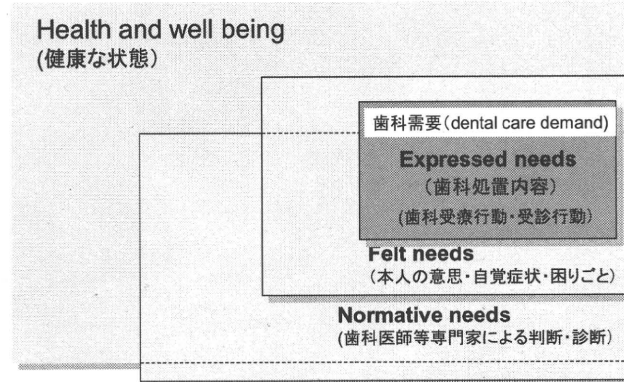 Health and well being
(健康な状態)
歯科需要(dental care demand)
Expressed needs
(歯科処置内容)
(歯科受療行動・受診行動)
Felt needs
(本人の意思・自覚症状・困りごと)
Normative needs
(歯科医師等専門家による判断・診断)